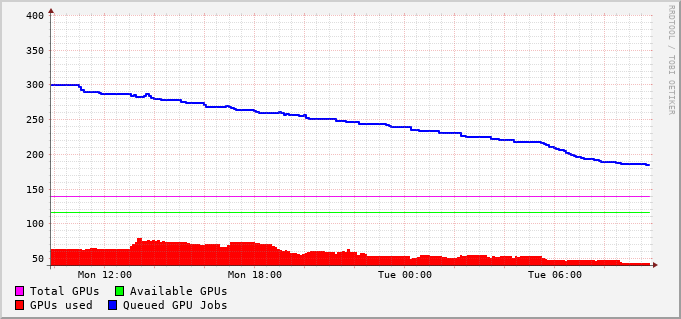 400
350
300
250
200
150
100
50
Mon 12:00 Mon 18:00 Tue 00:00 Tue 06:00
Total GPUs Available GPUs
GPUs used Queued GPU Jobs
RRDTOOL / TOBI OETIKER